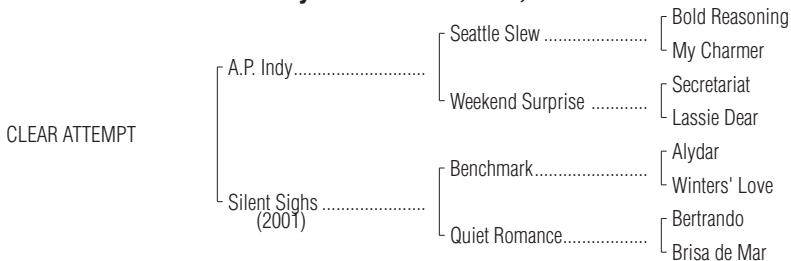 Bold Reasoning
Seattle Slew ....................
My Charmer
A.P. Indy..........................
Secretariat
Weekend Surprise ...........
Lassie Dear
CLEAR ATTEMPT
Alydar
Benchmark......................
Winters' Love
Silent Sighs .....................
(2001)
Bertrando
Quiet Romance.................
Brisa de Mar